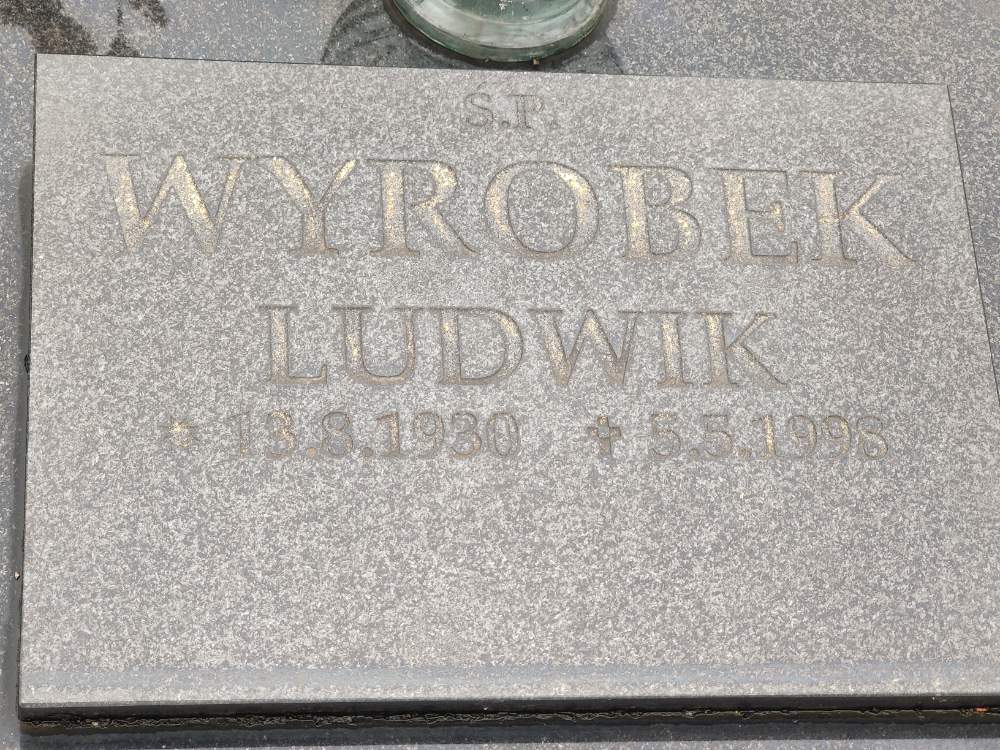 Ś.P.
WYROBEK
LUDWIK
* 13.8.1930 ✝ 5.5.1998